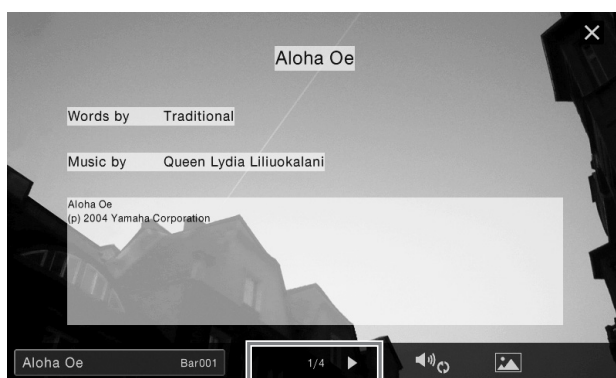 Aloha Oe
Words by Traditional
Music by Queen Lydia Liliuokalani
Aloha Oe
(p) 2004 Yamaha Corporation
Aloha Oe Bar001 1/4